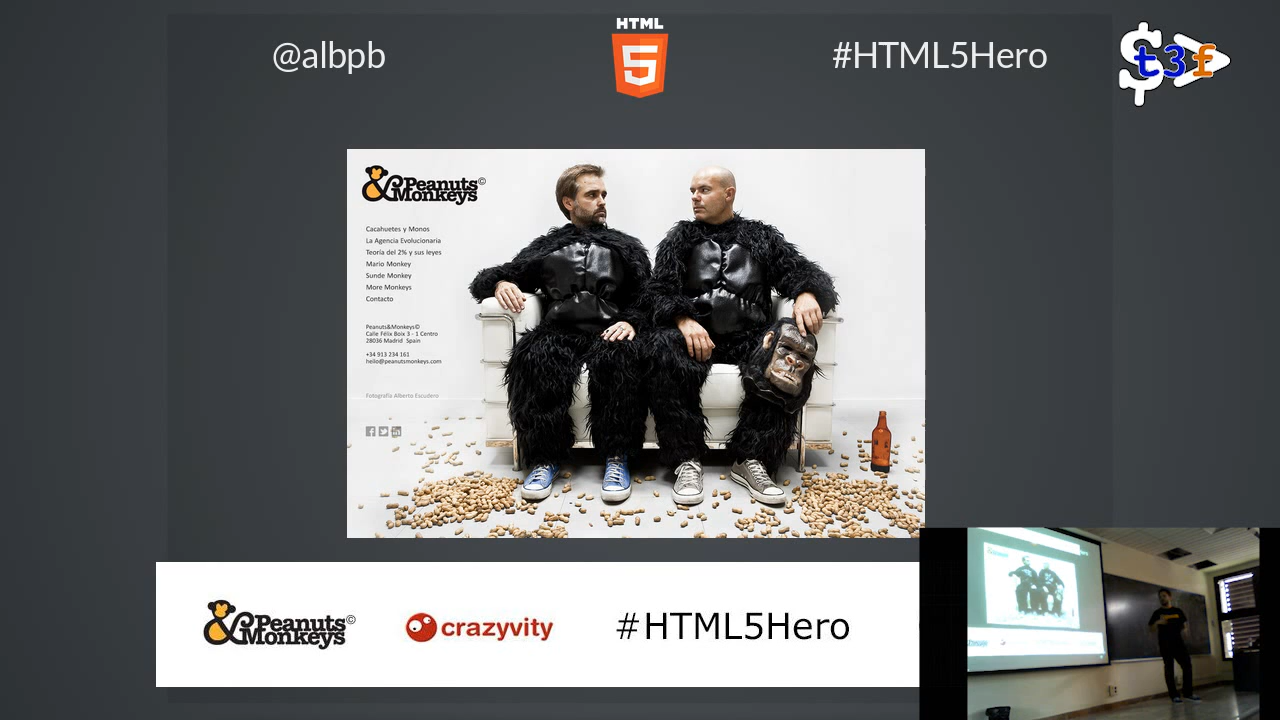 @albpb
HTML
5
#HTML5Hero
$t3f
&Peanuts©
Monkeys
Cacahuetes y Monos
La Agencia Evolucionaria
Teoría del 2% y sus leyes
Mario Monkey
Sunde Monkey
More Monkeys
Contacto
Peanuts&Monkeys©
Calle Félix Boix 3 - 1 Centro
28036 Madrid Spain
+34 913 234 161
hello@peanutsmonkeys.com
Fotografía Alberto Escudero
&Peanuts©
Monkeys
crazyvity
#HTML5Hero